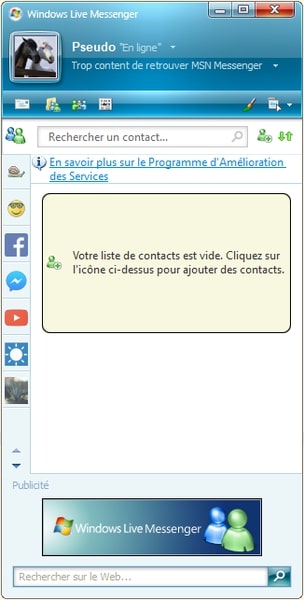 Windows Live Messenger
Pseudo "En ligne"
Trop content de retrouver MSN Messenger
Rechercher un contact...
En savoir plus sur le Programme d'Amélioration
des Services
Votre liste de contacts est vide. Cliquez sur
l'icône ci-dessus pour ajouter des contacts.
Publicité
Windows Live Messenger
Rechercher sur le Web...